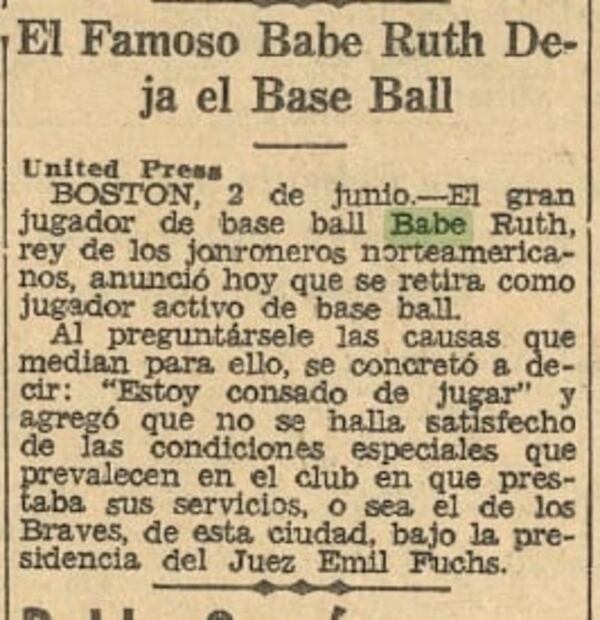 El Famoso Babe Ruth De-
ja el Base Ball
United Press
BOSTON, 2 de junio.—El gran
jugador de base ball Babe Ruth,
rey de los jonroneros norteamerica-
nos, anunció hoy que se retira como
jugador activo de base ball.
Al preguntársele las causas que
median para ello, se concretó a de-
cir: "Estoy consado de jugar" y
agregó que no se halla satisfecho
de las condiciones especiales que
prevalecen en el club en que pres-
taba sus servicios, o sea el de los
Braves, de esta ciudad, bajo la pre-
sidencia del Juez Emil Fuchs.